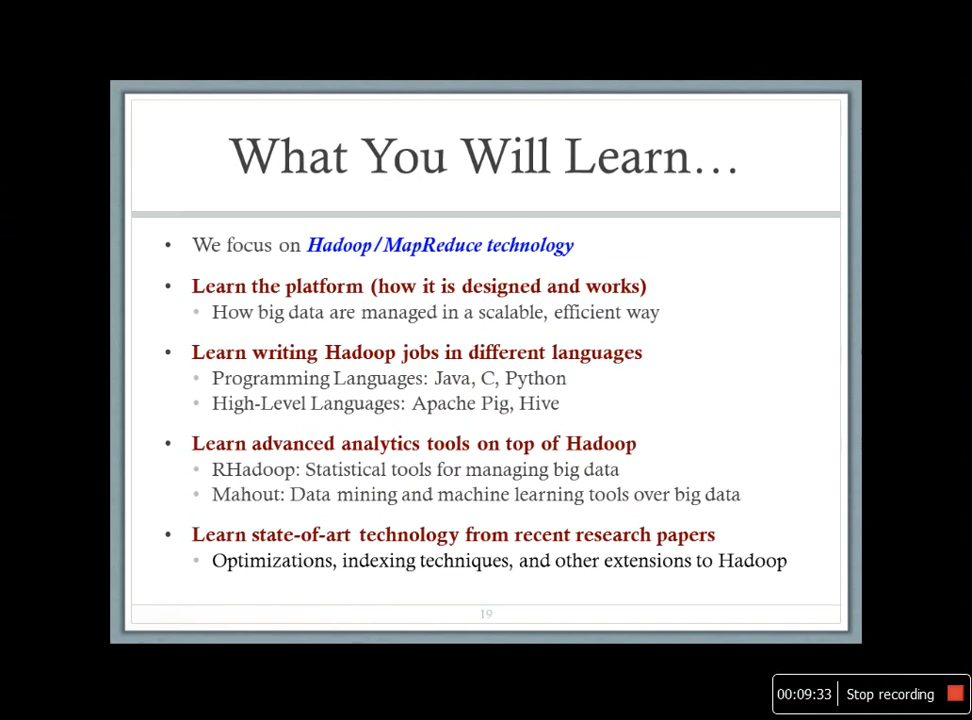 What You Will Learn...
• We focus on Hadoop/MapReduce technology
• Learn the platform (how it is designed and works)
• How big data are managed in a scalable, efficient way
• Learn writing Hadoop jobs in different languages
• Programming Languages: Java, C, Python
• High-Level Languages: Apache Pig, Hive
• Learn advanced analytics tools on top of Hadoop
• RHadoop: Statistical tools for managing big data
• Mahout: Data mining and machine learning tools over big data
• Learn state-of-art technology from recent research papers
• Optimizations, indexing techniques, and other extensions to Hadoop
19
00:09:33 Stop recording